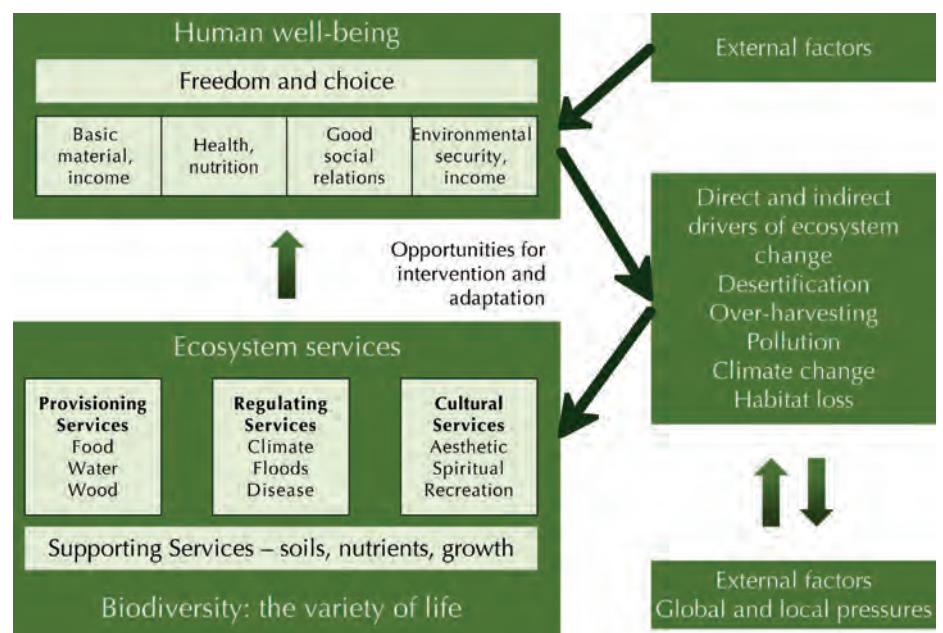 Human well-being
Freedom and choice
Basic
material,
income
Health,
nutrition
Good
social
relations
Environmental
security,
income
External factors
Direct and indirect
drivers of ecosystem
change
Desertification
Over-harvesting
Pollution
Climate change
Habitat loss
Opportunities for
intervention and
adaptation
Ecosystem services
Provisioning
Services
Food
Water
Wood
Regulating
Services
Climate
Floods
Disease
Cultural
Services
Aesthetic
Spiritual
Recreation
Supporting Services – soils, nutrients, growth
Biodiversity: the variety of life
External factors
Global and local pressures